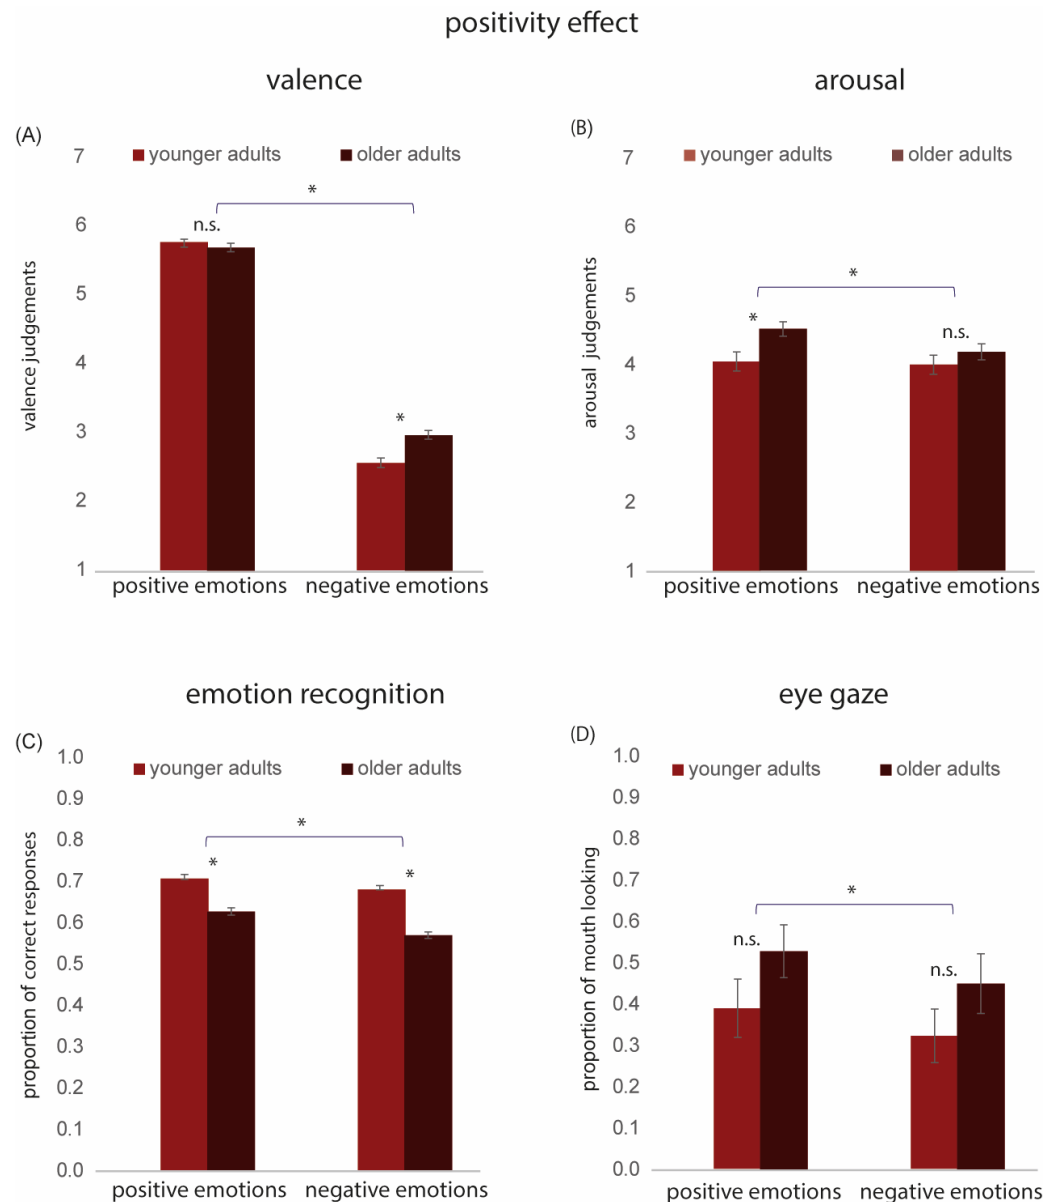 positivity effect
valence
(A)
7
younger adults
older adults
*
6
n.s.
5
4
*
3
2
1
valence judgements
positive emotions
negative emotions
arousal
(B)
7
younger adults
older adults
6
*
5
*
n.s.
4
3
2
1
arousal judgements
positive emotions
negative emotions
emotion recognition
(C)
1.0
younger adults
older adults
0.9
*
0.8
*
*
0.7
0.6
0.5
0.4
0.3
0.2
0.1
0.0
proportion of correct responses
positive emotions
negative emotions
eye gaze
(D)
1.0
younger adults
older adults
0.9
0.8
0.7
*
0.6
n.s.
n.s.
0.5
0.4
0.3
0.2
0.1
0.0
proportion of mouth looking
positive emotions
negative emotions